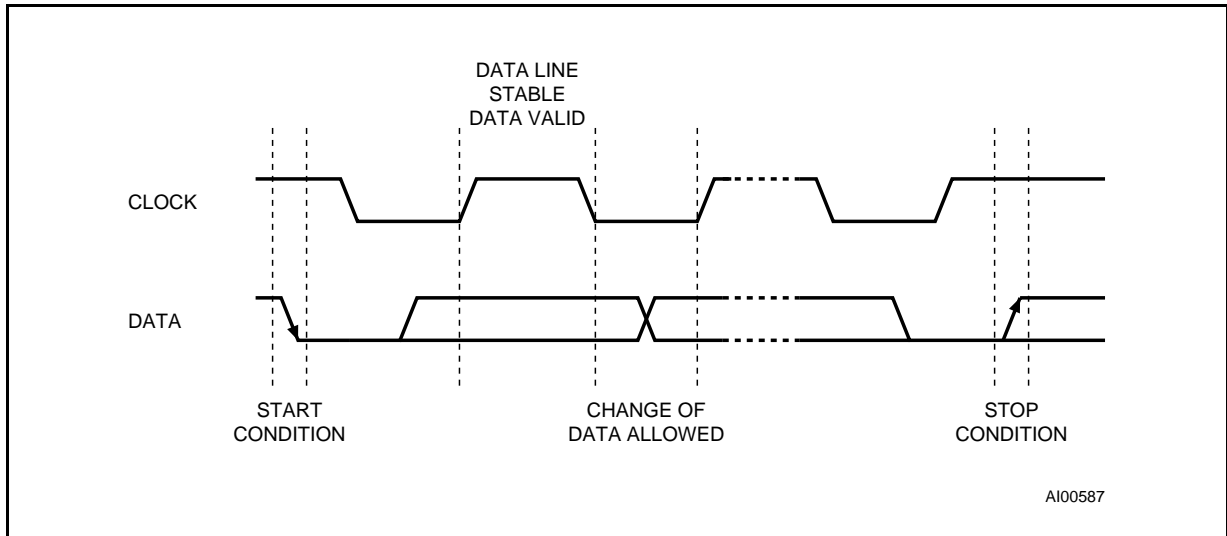 DATA LINE
STABLE
DATA VALID
CLOCK
DATA
START
CONDITION
CHANGE OF
DATA ALLOWED
STOP
CONDITION
AI00587